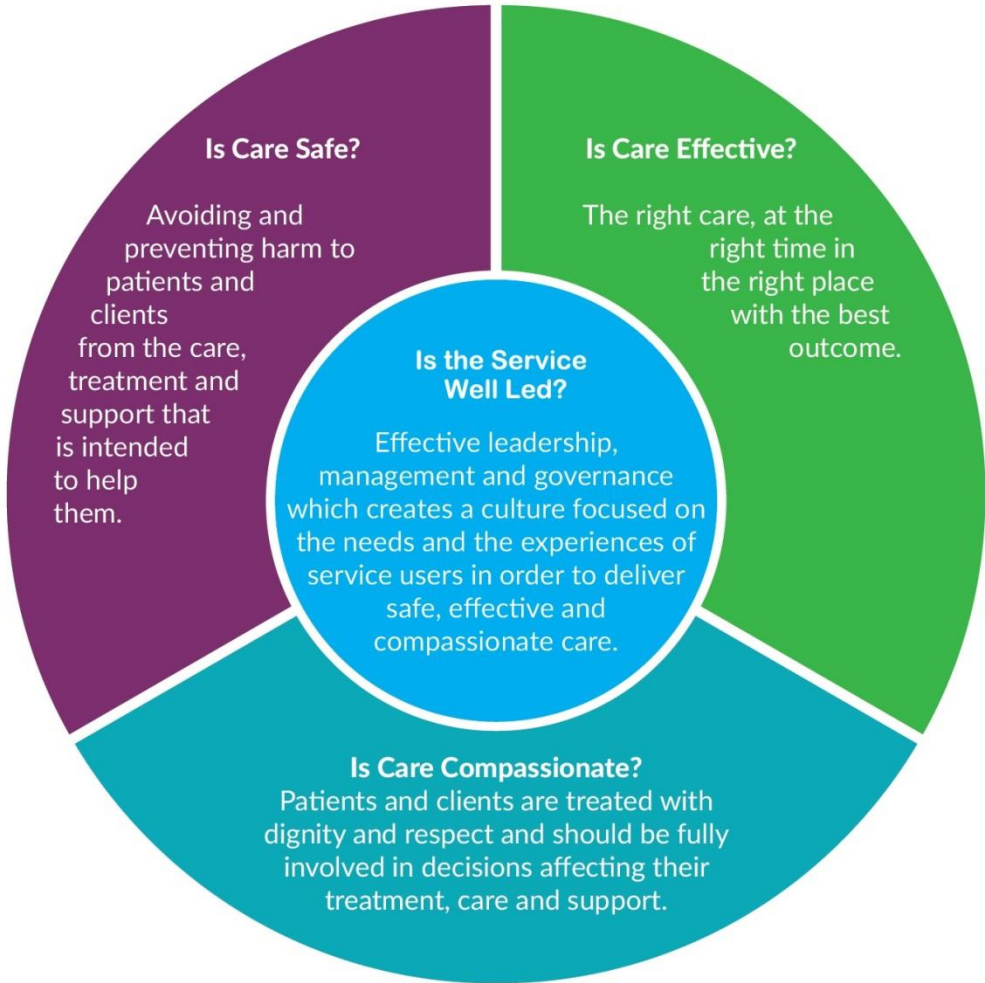 Is Care Safe?
Avoiding and
preventing harm to
patients and
clients
from the care,
treatment and
support that
is intended
to help
them.
Is Care Effective?
The right care, at the
right time in
the right place
with the best
outcome.
Is the Service
Well Led?
Effective leadership,
management and governance
which creates a culture focused on
the needs and the experiences of
service users in order to deliver
safe, effective and
compassionate care.
Is Care Compassionate?
Patients and clients are treated with
dignity and respect and should be fully
involved in decisions affecting their
treatment, care and support.